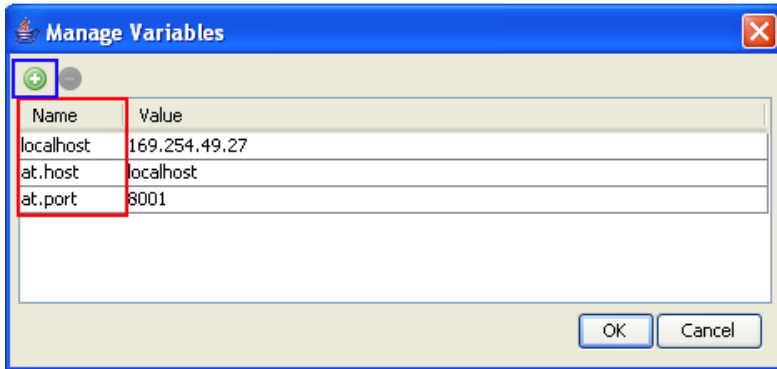 Manage Variables
Name Value
localhost 169.254.49.27
at.host localhost
at.port 8001
OK Cancel